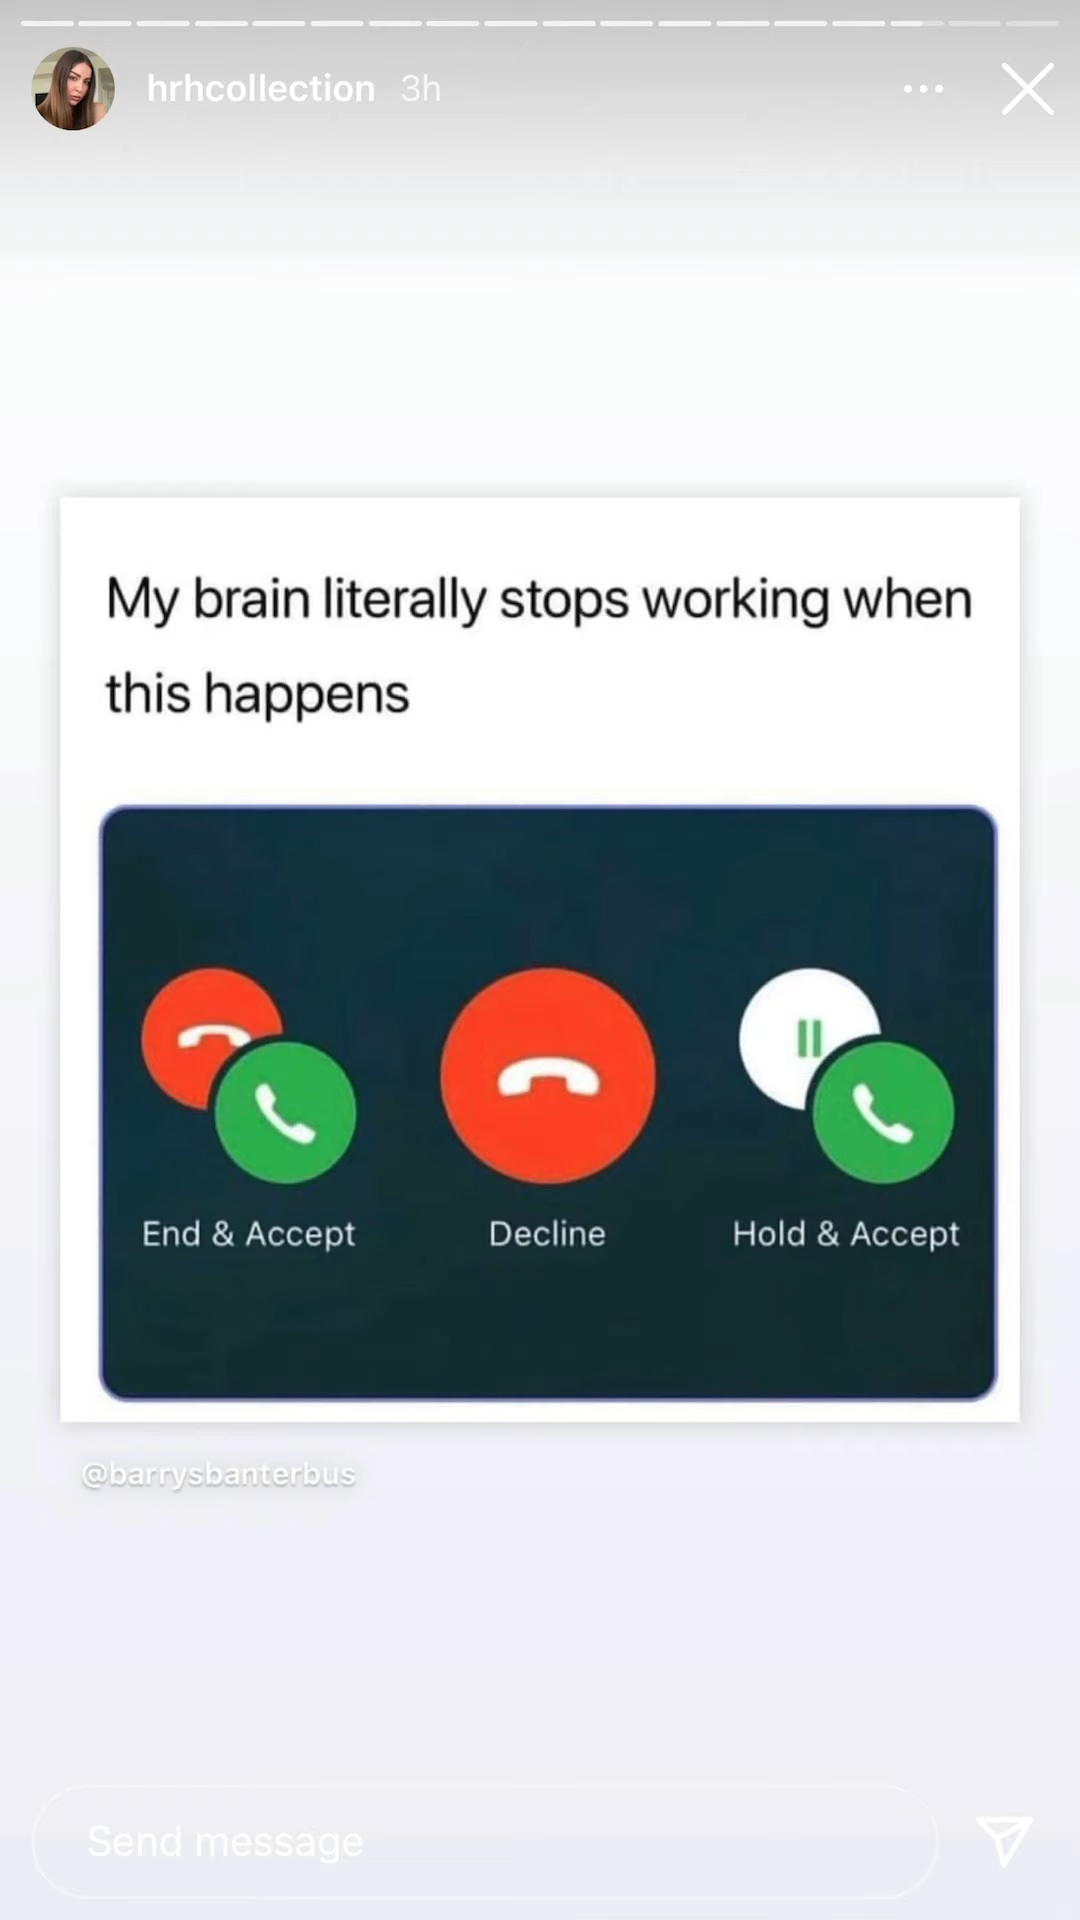 hrhcollection 3h
My brain literally stops working when
this happens
End & Accept
Decline
Hold & Accept
@barrysbanterbus
Send message